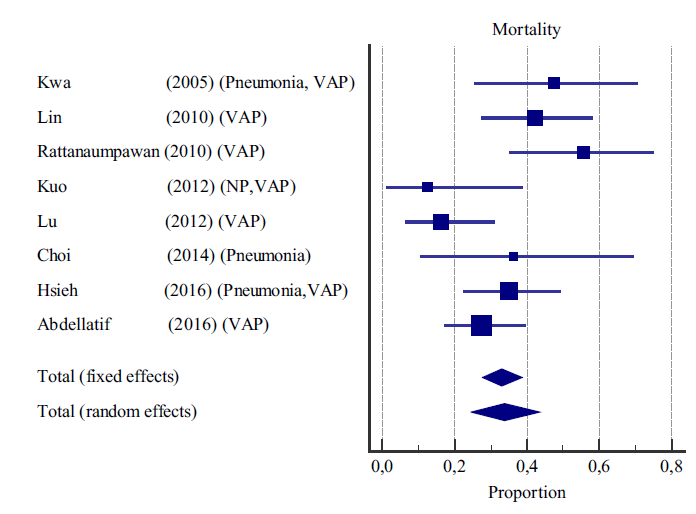 Mortality
Kwa (2005) (Pneumonia, VAP)
Lin (2010) (VAP)
Rattanaumpawan (2010) (VAP)
Kuo (2012) (NP,VAP)
Lu (2012) (VAP)
Choi (2014) (Pneumonia)
Hsieh (2016) (Pneumonia,VAP)
Abdellatif (2016) (VAP)
Total (fixed effects)
Total (random effects)
0,0 0,2 0,4 0,6 0,8
Proportion